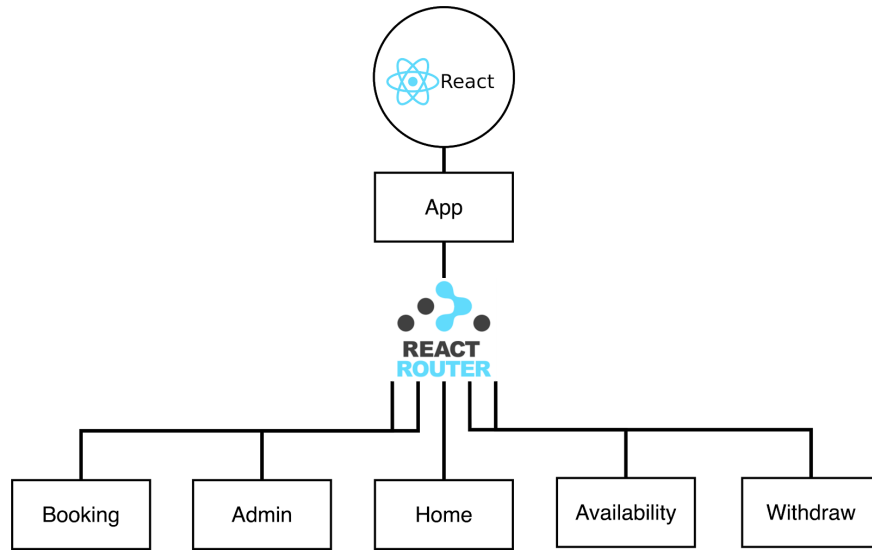 React
App
REACT
ROUTER
Booking
Admin
Home
Availability
Withdraw